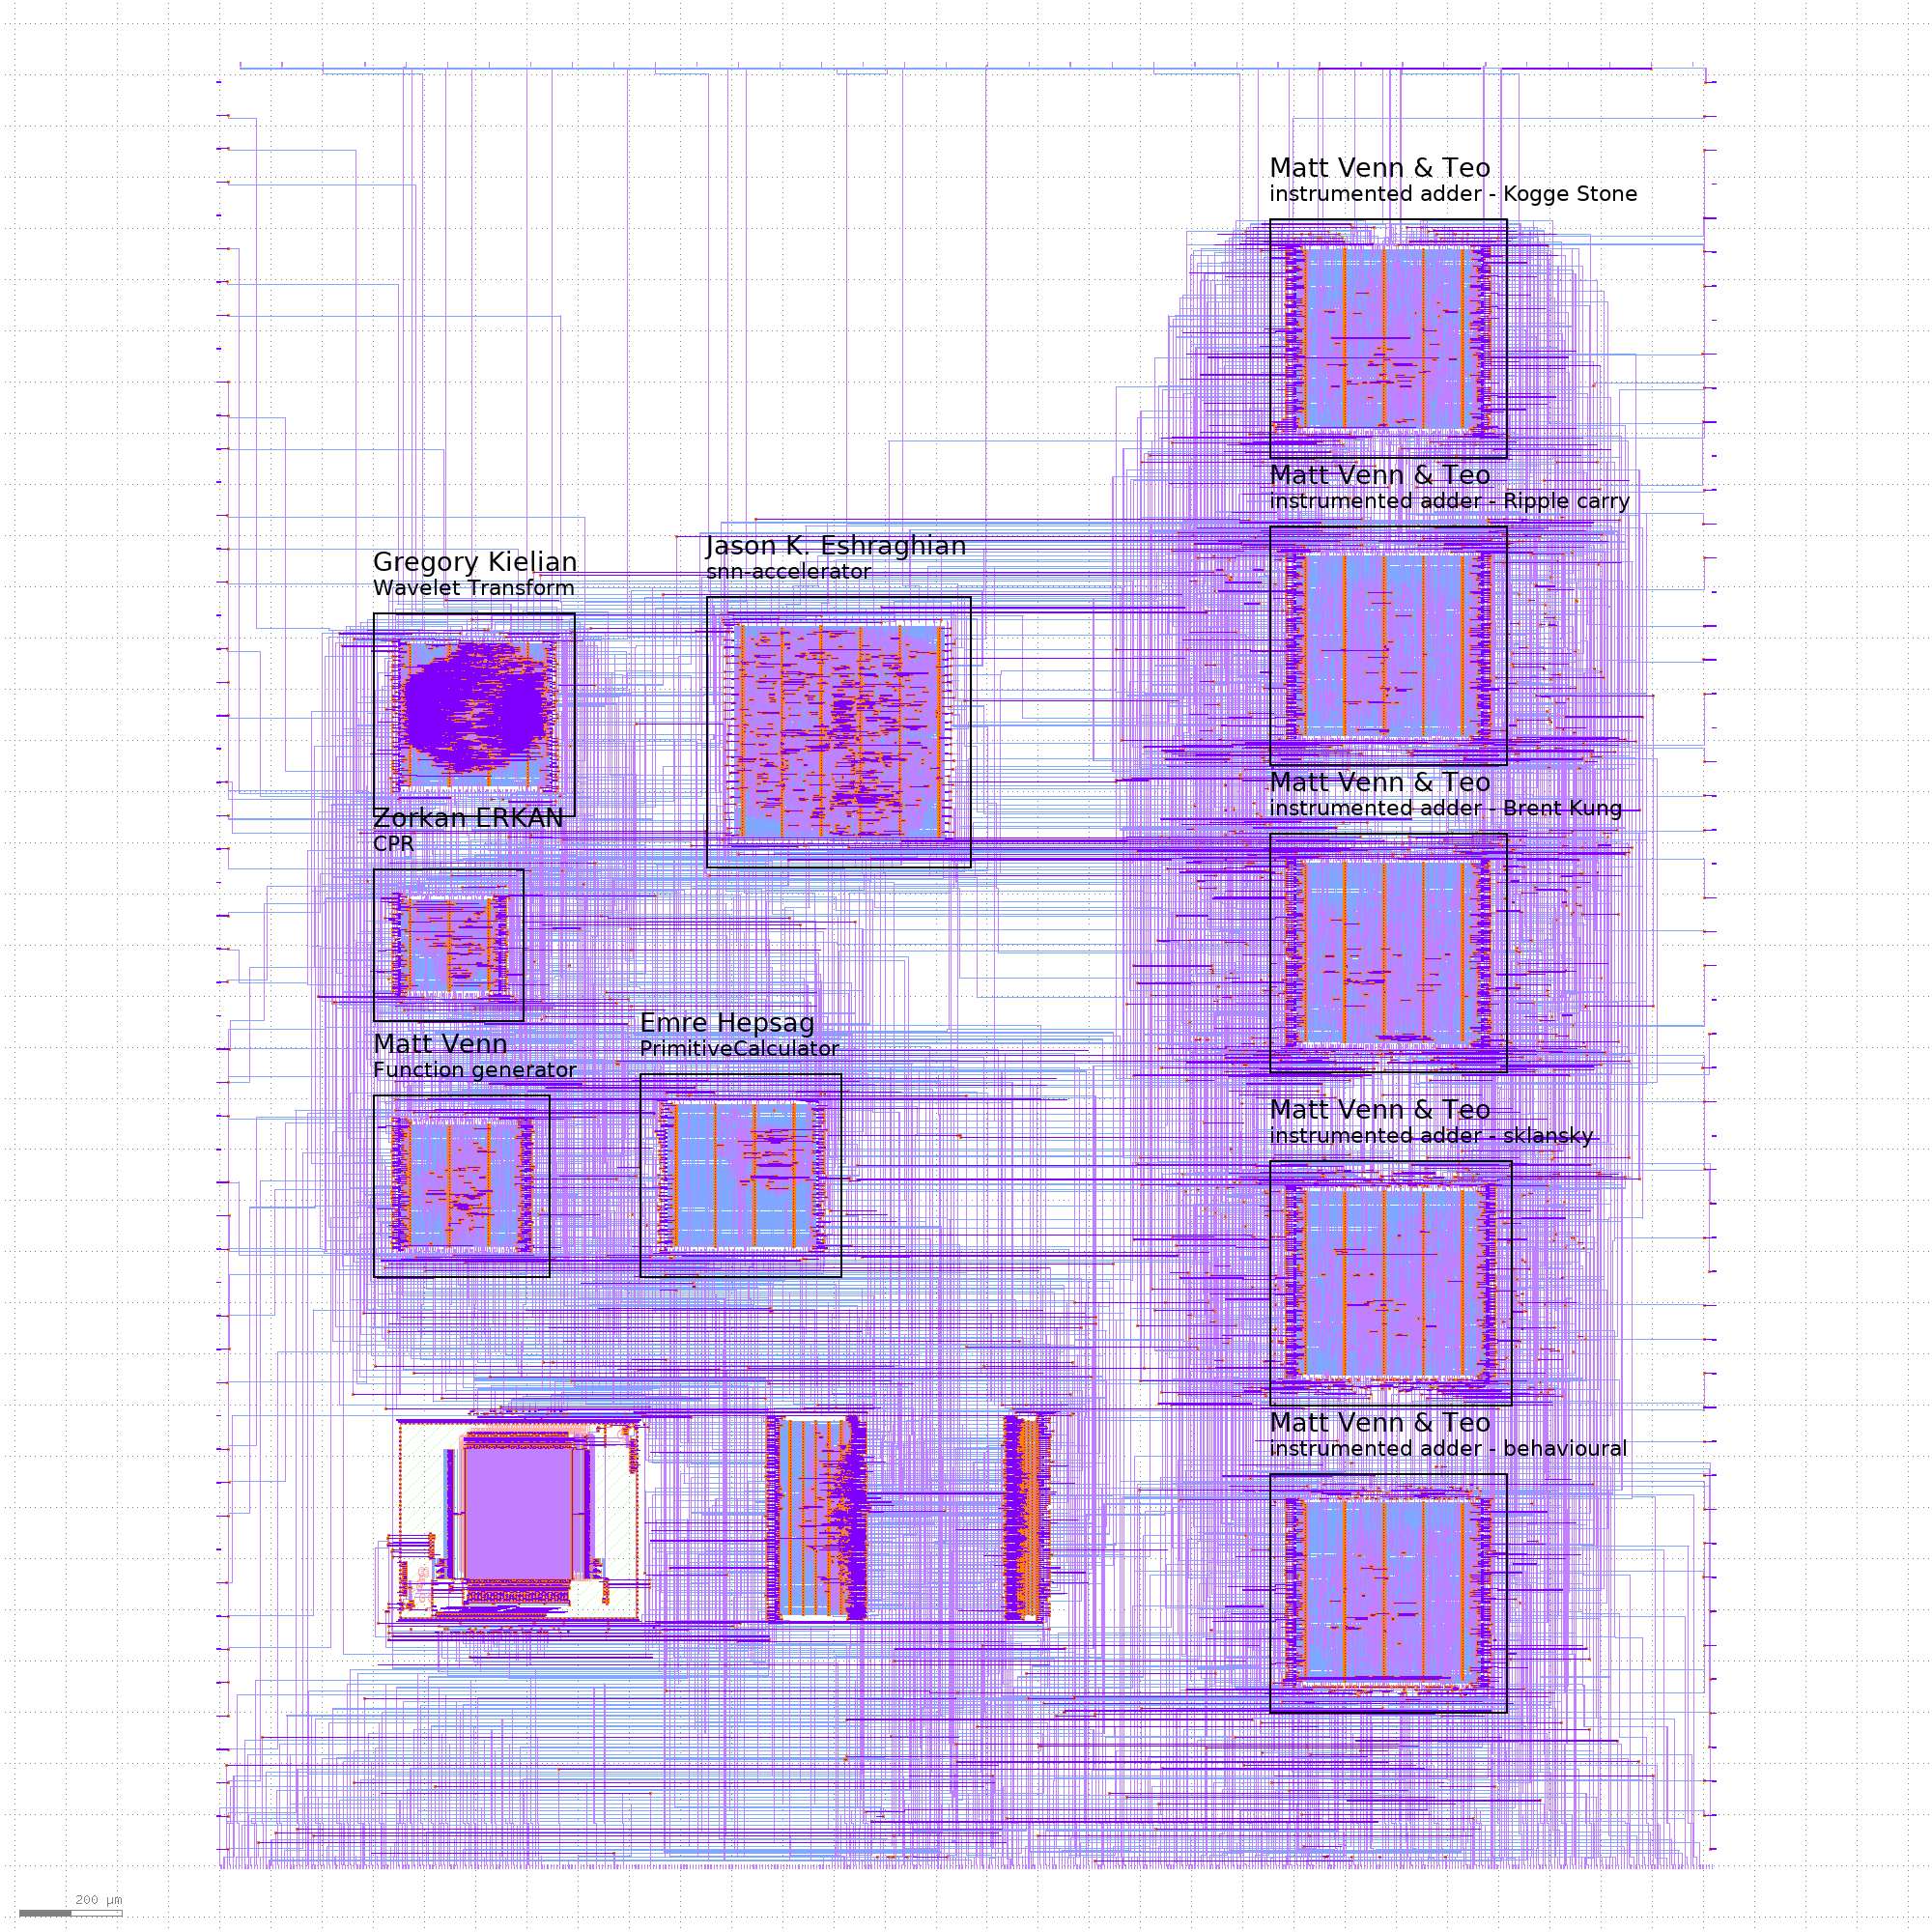 Matt Venn & Teo
instrumented adder - Kogge Stone
Matt Venn & Teo
instrumented adder - Ripple carry
Jason K. Eshraghian
snn-accelerator
Gregory Kielian
Wavelet Transform
Matt Venn & Teo
instrumented adder - Brent Kung
Zorkan ERKAN
CPR
Emre Hepsag
PrimitiveCalculator
Matt Venn
Function generator
Matt Venn & Teo
instrumented adder - sklansky
Matt Venn & Teo
instrumented adder - behavioural
200 µm